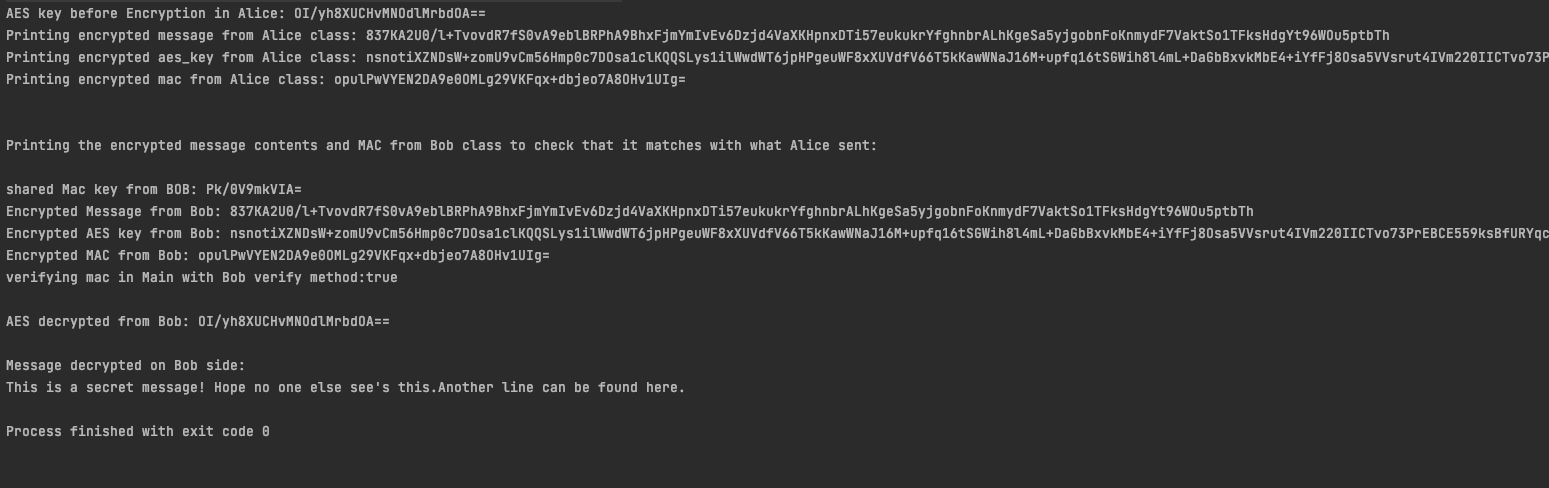 AES key before Encryption in Alice: OI/yh8XUCHvMNOdlMrbdOA==
Printing encrypted message from Alice class: 837KA2U0/l+TvovdR7fS0vA9eblBRPhA9BhxFjmYmIvEv6Dzjd4VaXKHpnxDTi57eukukrYfghnbrALhKgeSa5yjgobnFoKnmydF7VaktSo1TFksHdgYt96WOu5ptbTh
Printing encrypted aes_key from Alice class: nsnotiXZNDsW+zomU9vCm56Hmp0c7DOsa1clKQQSLys1ilWwdWT6jpHPgeuWF8xXUVdfV66T5kKawWNaJ16M+upfq16tSGWih8l4mL+DaGbBxvkMbE4+iYfFj8Osa5VVsrut4IVm220IICTvo73P
Printing encrypted mac from Alice class: opulPwVYEN2DA9e0OMLg29VKFqx+dbjeo7A8OHv1UIg=
Printing the encrypted message contents and MAC from Bob class to check that it matches with what Alice sent:
shared Mac key from BOB: Pk/0V9mkVIA=
Encrypted Message from Bob: 837KA2U0/l+TvovdR7fS0vA9eblBRPhA9BhxFjmYmIvEv6Dzjd4VaXKHpnxDTi57eukukrYfghnbrALhKgeSa5yjgobnFoKnmydF7VaktSo1TFksHdgYt96WOu5ptbTh
Encrypted AES key from Bob: nsnotiXZNDsW+zomU9vCm56Hmp0c7DOsa1clKQQSLys1ilWwdWT6jpHPgeuWF8xXUVdfV66T5kKawWNaJ16M+upfq16tSGWih8l4mL+DaGbBxvkMbE4+iYfFj8Osa5VVsrut4IVm220IICTvo73PrEBCE559ksBfURYqc
Encrypted MAC from Bob: opulPwVYEN2DA9e0OMLg29VKFqx+dbjeo7A8OHv1UIg=
verifying mac in Main with Bob verify method:true
AES decrypted from Bob: OI/yh8XUCHvMNOdlMrbdOA==
Message decrypted on Bob side:
This is a secret message! Hope no one else see's this.Another line can be found here.
Process finished with exit code 0